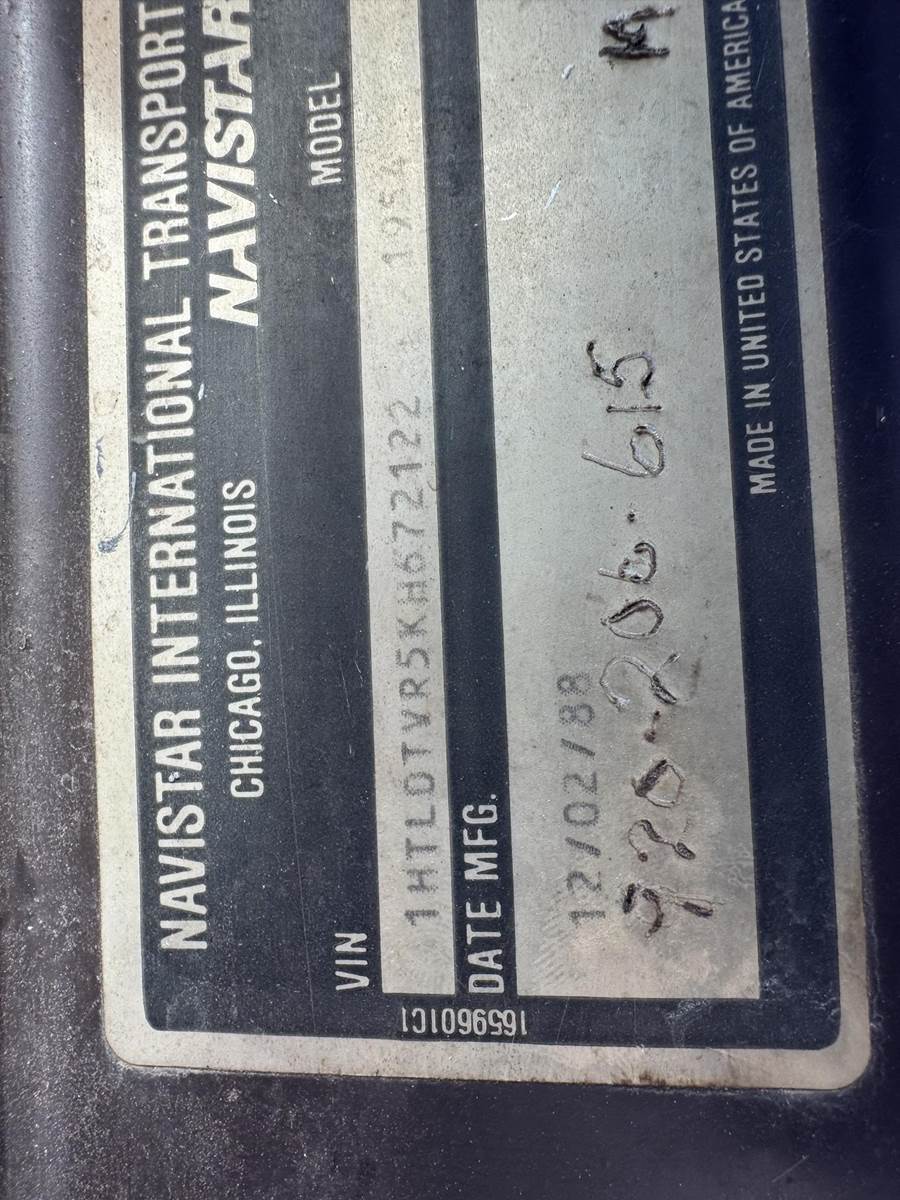 NAVISTAR INTERNATIONAL TRANSPORT
CHICAGO, ILLINOIS NAVISTAR
VIN MODEL
1HTLDTVR5KH672122 1954
DATE MFG.
12/02/88
206-615
MADE IN UNITED STATES OF AMERICA
1659601C1